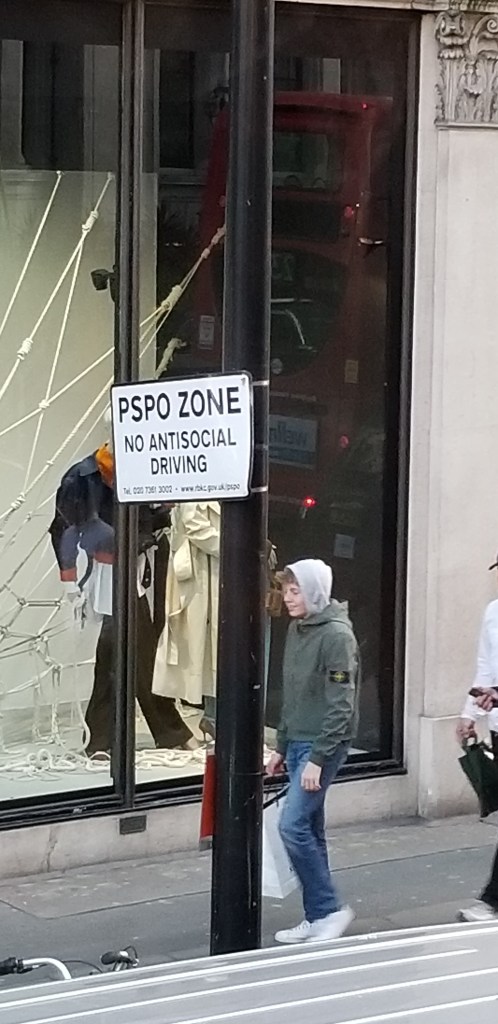 PSPO ZONE
NO ANTISOCIAL
DRIVING
Tel. 020 7361 3002 - www.rbkc.gov.uk/pspo